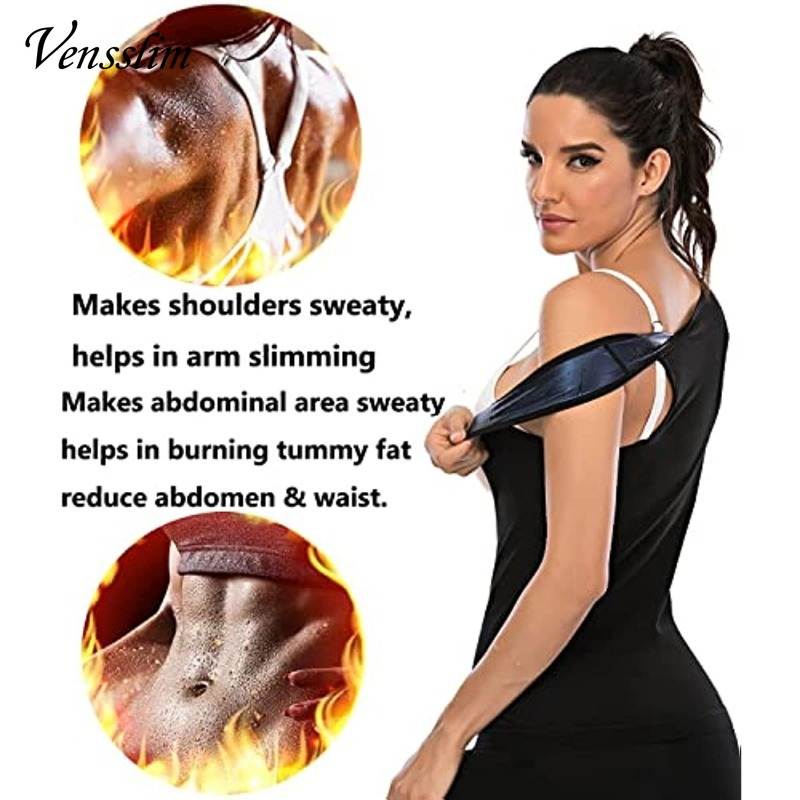 Vensslim
Makes shoulders sweaty,
helps in arm slimming
Makes abdominal area sweaty
helps in burning tummy fat
reduce abdomen & waist.